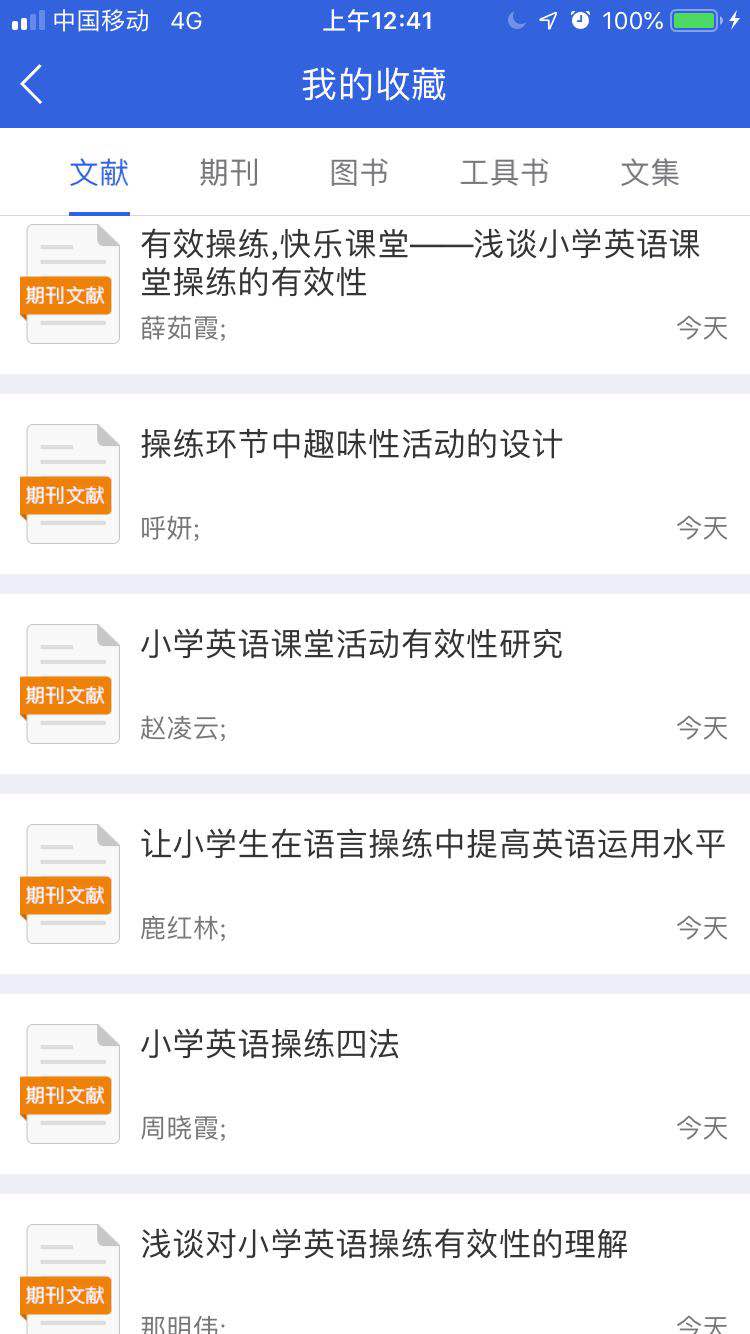 中国移动 4G 上午12:41 100%
我的收藏
文献 期刊 图书 工具书 文集
有效操练,快乐课堂——浅谈小学英语课
堂操练的有效性
期刊文献
薛茹霞; 今天
操练环节中趣味性活动的设计
期刊文献
呼妍; 今天
小学英语课堂活动有效性研究
期刊文献
赵凌云; 今天
让小学生在语言操练中提高英语运用水平
期刊文献
鹿红林; 今天
小学英语操练四法
期刊文献
周晓霞; 今天
浅谈对小学英语操练有效性的理解
期刊文献
那明伟; 今天